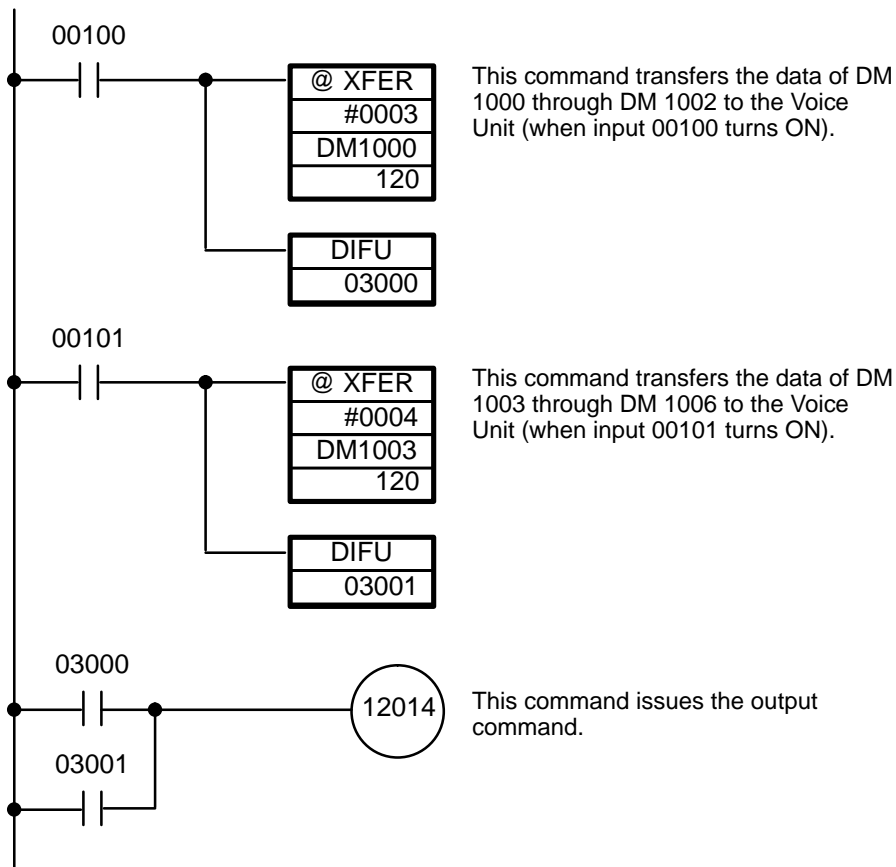 00100
@ XFER
#0003
DM1000
120
This command transfers the data of DM
1000 through DM 1002 to the Voice
Unit (when input 00100 turns ON).
DIFU
03000
00101
@ XFER
#0004
DM1003
120
This command transfers the data of DM
1003 through DM 1006 to the Voice
Unit (when input 00101 turns ON).
DIFU
03001
03000
12014
This command issues the output
command.
03001